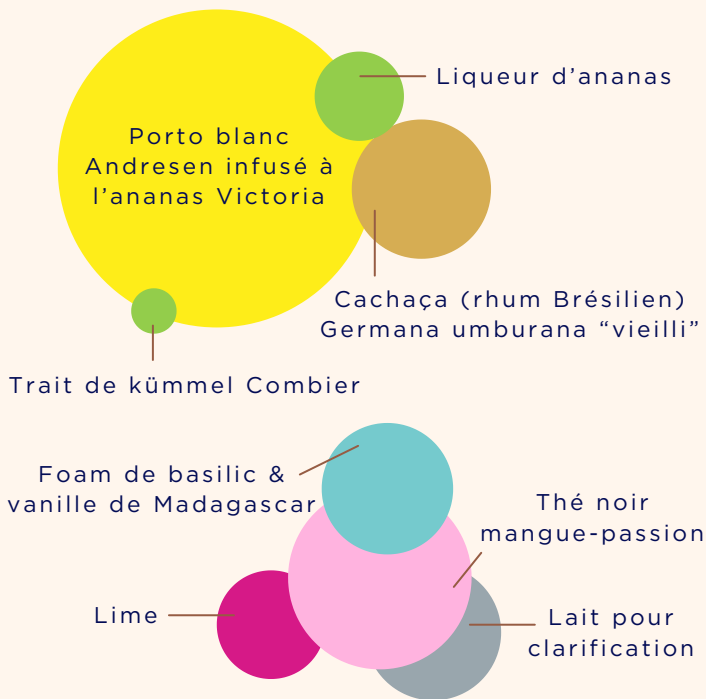 Liqueur d'ananas
Porto blanc
Andresen infusé à
l'ananas Victoria
Cachaça (rhum Brésilien)
Germana umburana “vieilli”
Trait de kümmel Combier
Foam de basilic &
vanille de Madagascar
Thé noir
mangue-passion
Lime
Lait pour
clarification